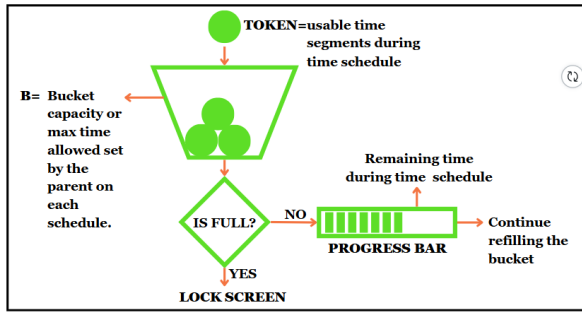 TOKEN=usable time
segments during
time schedule
B= Bucket
capacity or
max time
allowed set
by the
parent on
each
schedule.
IS FULL?
NO
YES
LOCK SCREEN
Remaining time
during time schedule
PROGRESS BAR
Continue
refilling the
bucket